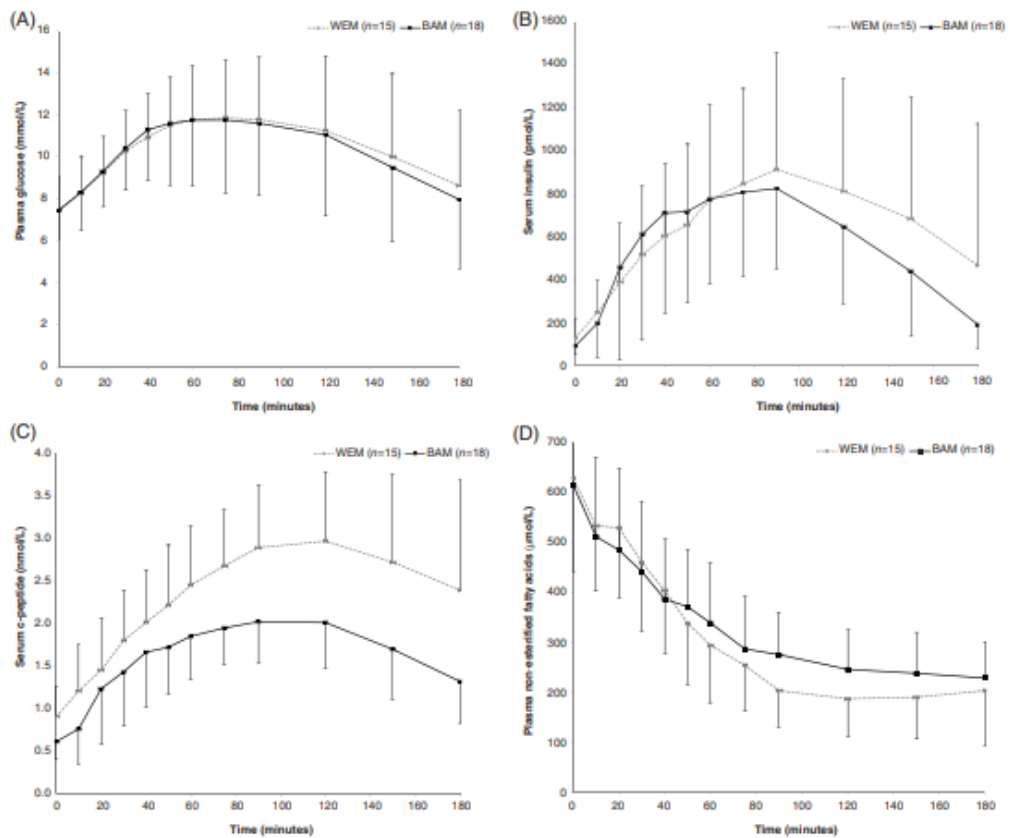 (A)
WEM (n=15) BAM (n=18)
Plasma glucose (mmol/L)
16
14
12
10
8
6
4
2
0
0 20 40 60 80 100 120 140 160 180
Time (minutes)
(B)
WEM (n=15) BAM (n=18)
Serum insulin (pmol/L)
1600
1400
1200
1000
800
600
400
200
0
0 20 40 60 80 100 120 140 160 180
Time (minutes)
(C)
WEM (n=15) BAM (n=18)
Serum c-peptide (nmol/L)
4.0
3.5
3.0
2.5
2.0
1.5
1.0
0.5
0.0
0 20 40 60 80 100 120 140 160 180
Time (minutes)
(D)
WEM (n=15) BAM (n=18)
Plasma non-esterified fatty acids (μmol/L)
700
600
500
400
300
200
100
0
0 20 40 60 80 100 120 140 160 180
Time (minutes)